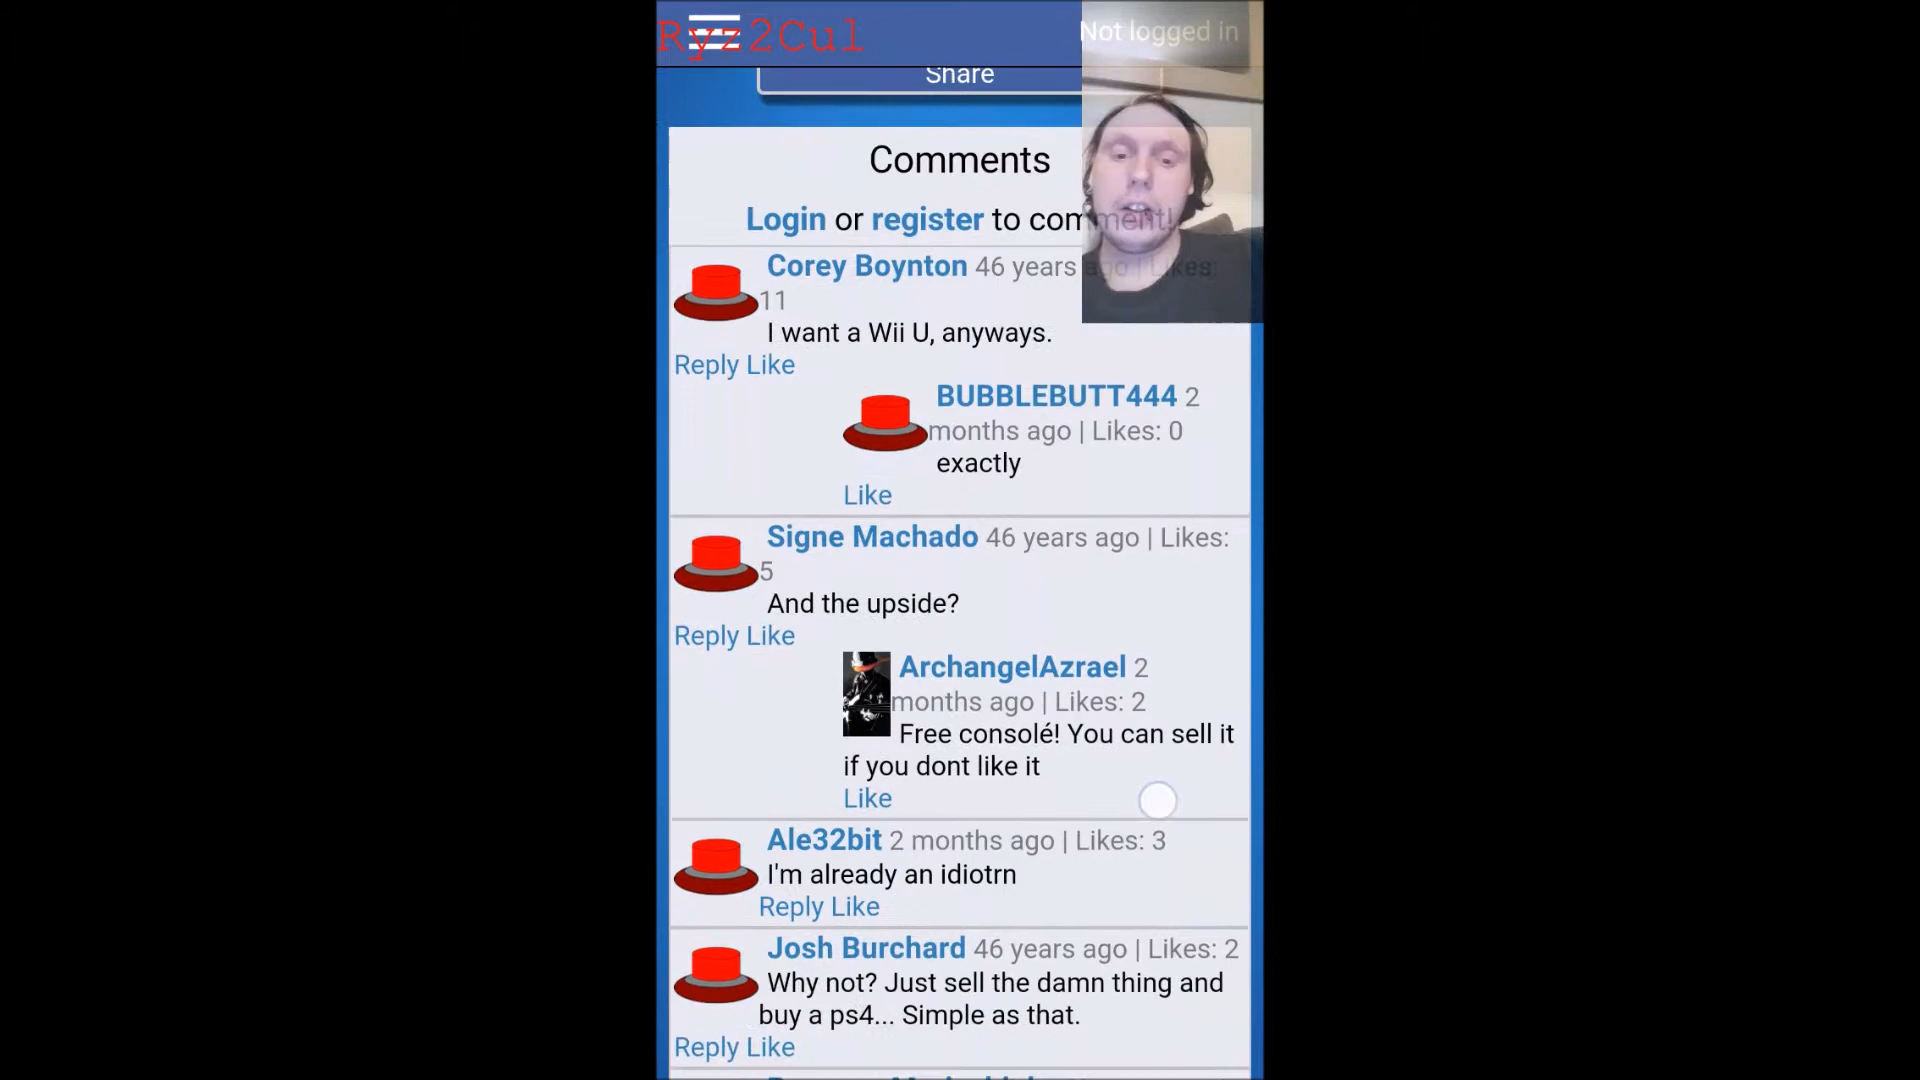 Ryz2Cul
Not logged in
Share
Comments
Login or register to comment!
Corey Boynton 46 years ago | Likes:
11
I want a Wii U, anyways.
Reply Like
BUBBLEBUTT444 2
months ago | Likes: 0
exactly
Like
Signe Machado 46 years ago | Likes:
5
And the upside?
Reply Like
ArchangelAzrael 2
months ago | Likes: 2
Free consolé! You can sell it
if you dont like it
Like
Ale32bit 2 months ago | Likes: 3
I'm already an idiotrn
Reply Like
Josh Burchard 46 years ago | Likes: 2
Why not? Just sell the damn thing and
buy a ps4... Simple as that.
Reply Like